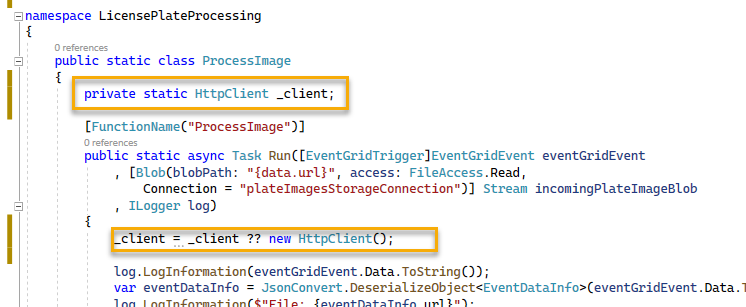 namespace LicensePlateProcessing
{
0 references
public static class ProcessImage
{
private static HttpClient _client;
[FunctionName("ProcessImage")]
0 references
public static async Task Run([EventGridTrigger]EventGridEvent eventGridEvent
, [Blob(blobPath: "{data.url}", access: FileAccess.Read,
Connection = "plateImagesStorageConnection")] Stream incomingPlateImageBlob
, ILogger log)
{
_client = _client ?? new HttpClient();
log.LogInformation(eventGridEvent.Data.ToString());
var eventDataInfo = JsonConvert.DeserializeObject<EventDataInfo>(eventGridEvent.Data.T
log.LogInformation($"File: {eventDataInfo.url}");